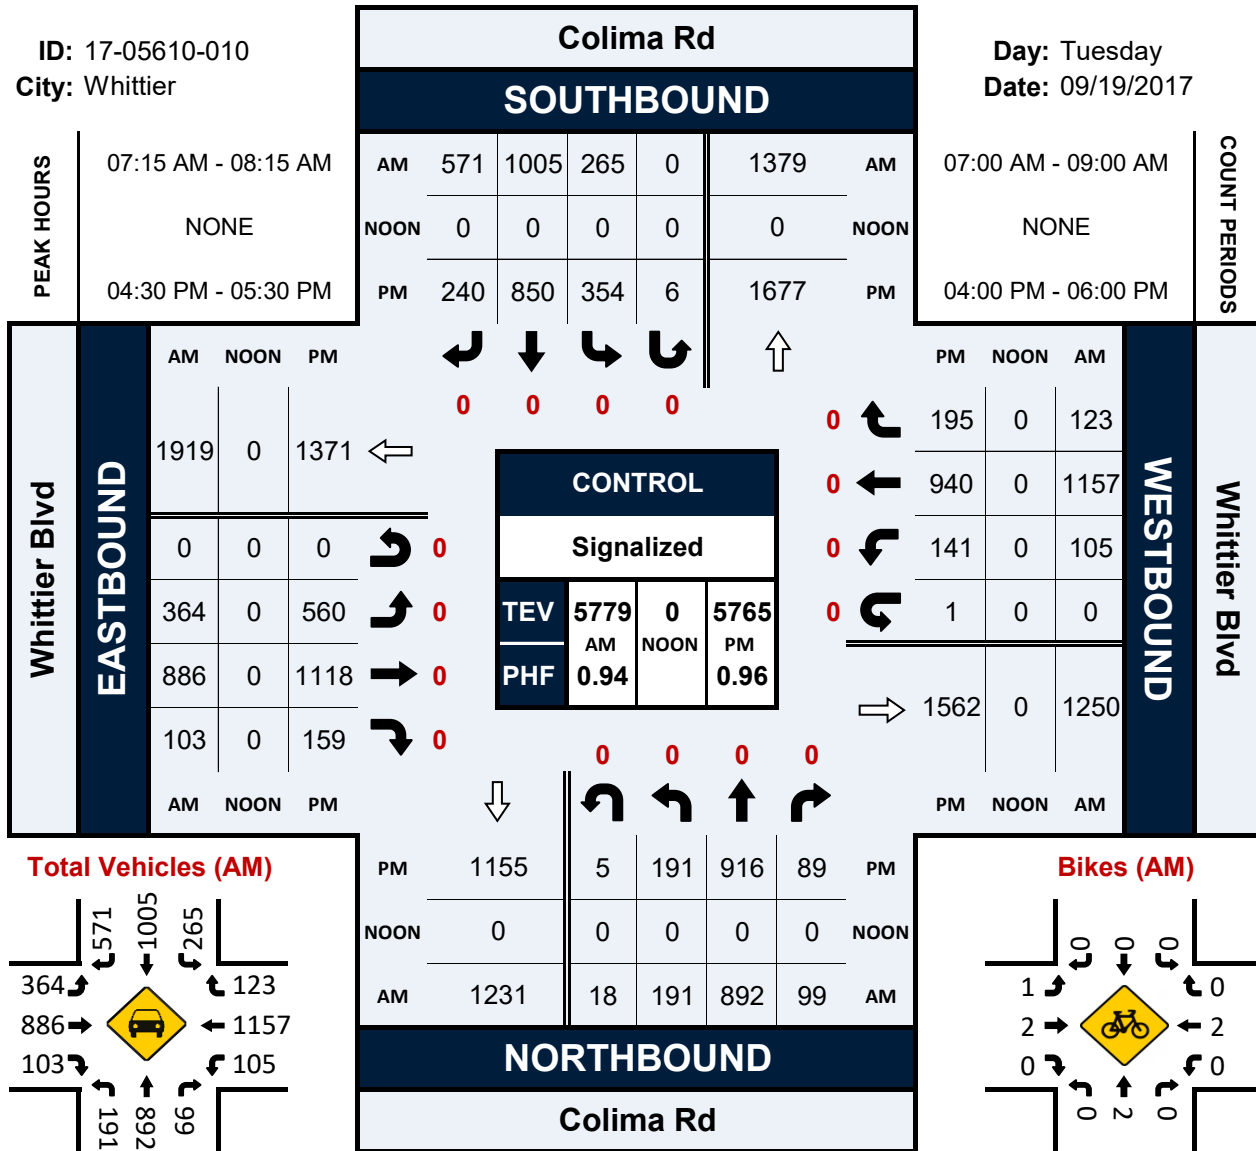 ID: 17-05610-010
City: Whittier
Colima Rd
SOUTHBOUND
Day: Tuesday
Date: 09/19/2017
PEAK HOURS
07:15 AM - 08:15 AM
NONE
04:30 PM - 05:30 PM
AM 571 1005 265 0 1379 AM
NOON 0 0 0 0 0 NOON
PM 240 850 354 6 1677 PM
07:00 AM - 09:00 AM
NONE
04:00 PM - 06:00 PM
COUNT PERIODS
0 0 0 0
Whittier Blvd
EASTBOUND
AM NOON PM
1919 0 1371
0 0 0 0
364 0 560 0
886 0 1118 0
103 0 159 0
AM NOON PM
CONTROL
Signalized
TEV 5779 0 5765
AM NOON PM
PHF 0.94 0.96
PM NOON AM
0 195 0 123
0 940 0 1157
0 141 0 105
0 1 0 0
1562 0 1250
PM NOON AM
WESTBOUND
Whittier Blvd
0 0 0 0
PM 1155 5 191 916 89 PM
NOON 0 0 0 0 0 NOON
AM 1231 18 191 892 99 AM
NORTHBOUND
Colima Rd
Total Vehicles (AM)
571 1005 265
364 123
886 1157
103 105
191 892 99
Bikes (AM)
0 0 0
1 0
2 2
0 0
0 2 0